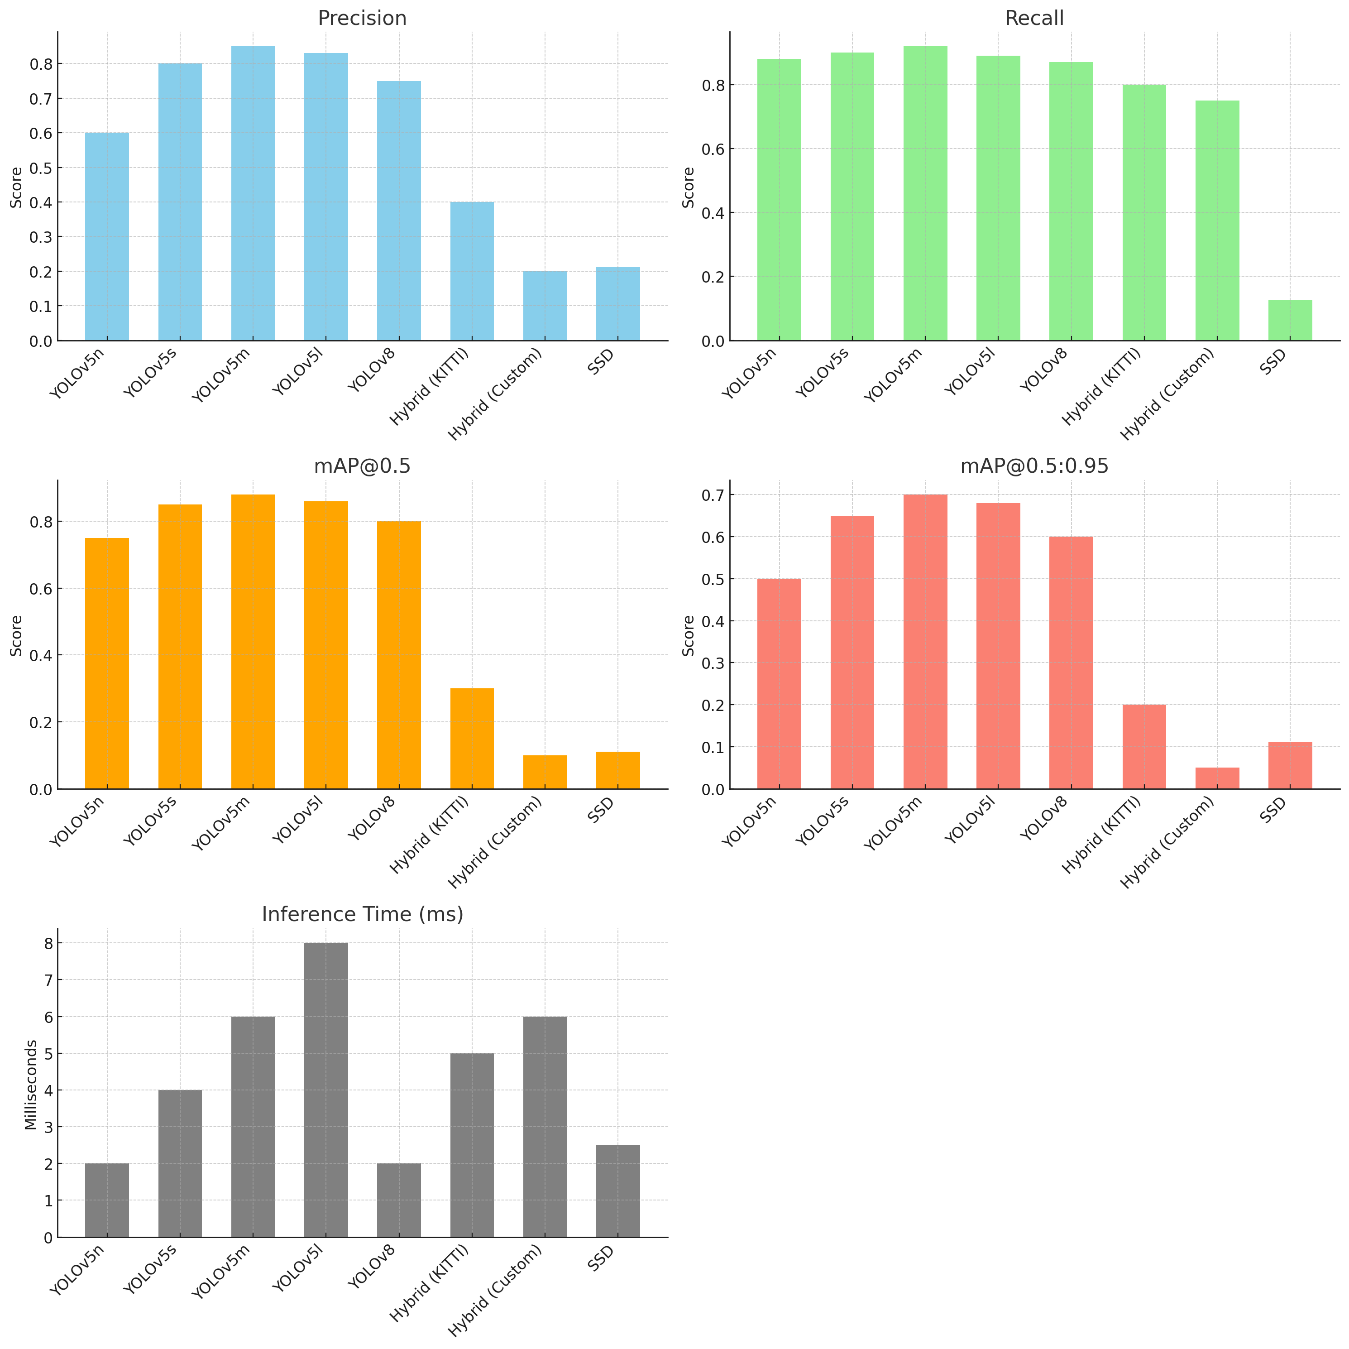 Precision
Score
0.8
0.7
0.6
0.5
0.4
0.3
0.2
0.1
0.0
YOLOv5n
YOLOv5s
YOLOv5m
YOLOv5l
YOLOv8
Hybrid (KITTI)
Hybrid (Custom)
SSD
Recall
Score
0.8
0.6
0.4
0.2
0.0
YOLOv5n
YOLOv5s
YOLOv5m
YOLOv5l
YOLOv8
Hybrid (KITTI)
Hybrid (Custom)
SSD
mAP@0.5
Score
0.8
0.6
0.4
0.2
0.0
YOLOv5n
YOLOv5s
YOLOv5m
YOLOv5l
YOLOv8
Hybrid (KITTI)
Hybrid (Custom)
SSD
mAP@0.5:0.95
Score
0.7
0.6
0.5
0.4
0.3
0.2
0.1
0.0
YOLOv5n
YOLOv5s
YOLOv5m
YOLOv5l
YOLOv8
Hybrid (KITTI)
Hybrid (Custom)
SSD
Inference Time (ms)
Milliseconds
8
7
6
5
4
3
2
1
0
YOLOv5n
YOLOv5s
YOLOv5m
YOLOv5l
YOLOv8
Hybrid (KITTI)
Hybrid (Custom)
SSD